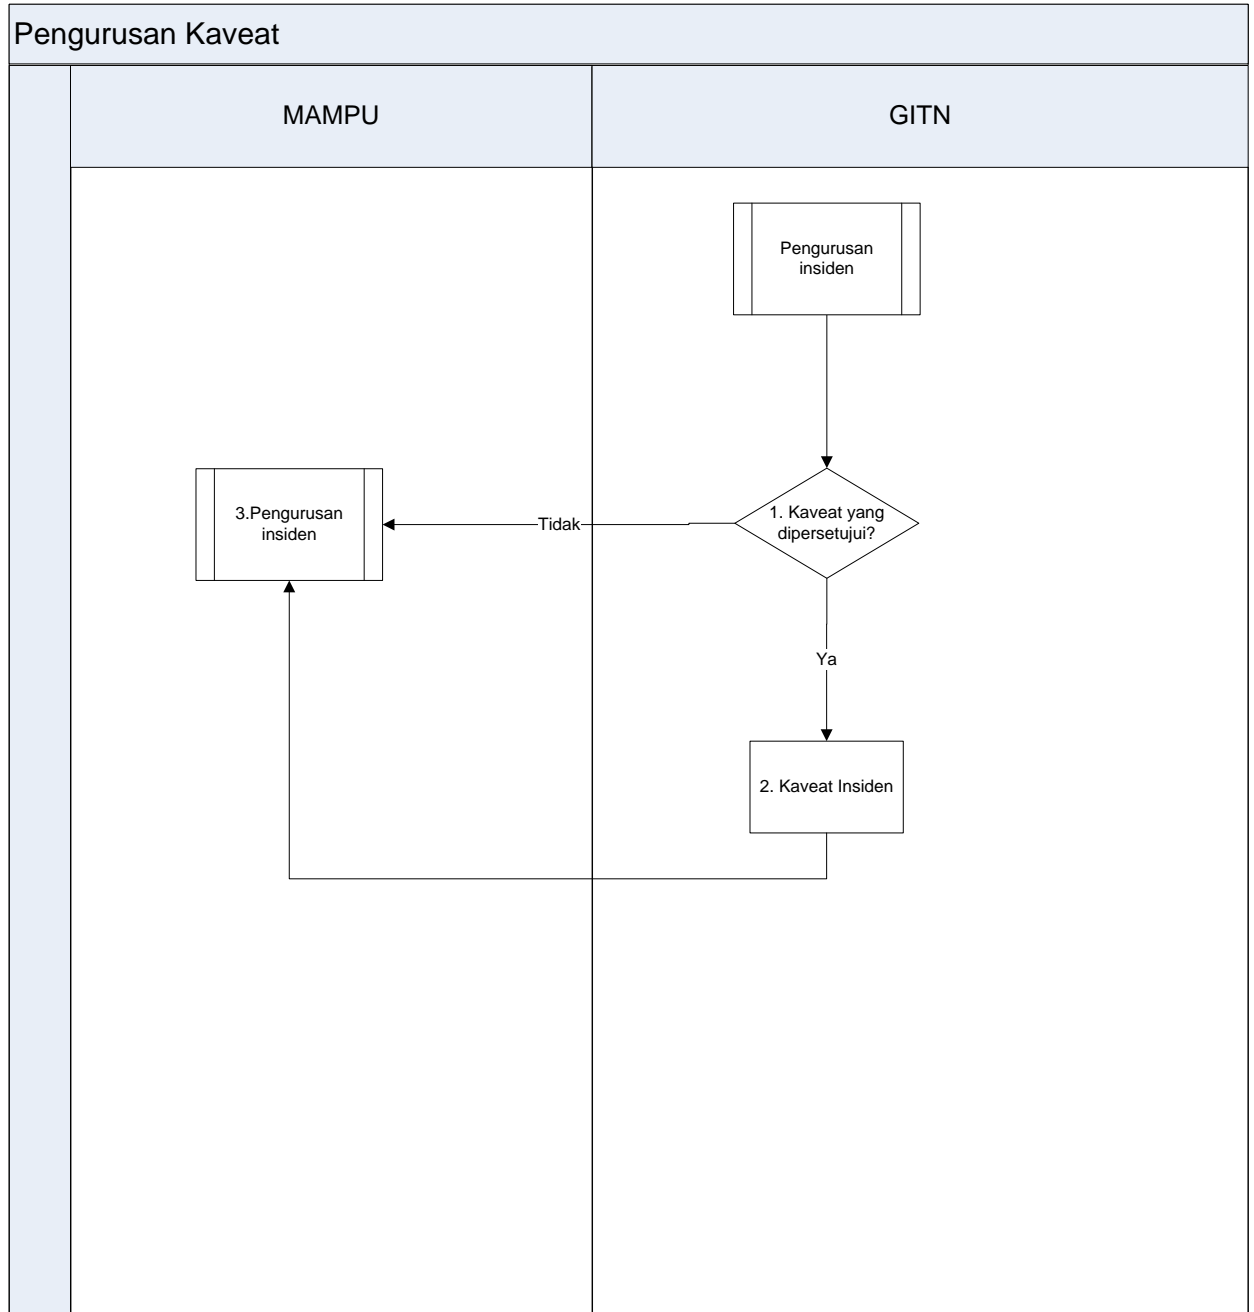 Pengurusan Kaveat
MAMPU
GITN
Pengurusan
insiden
3.Pengurusan
insiden
Tidak
1. Kaveat yang
dipersetujui?
Ya
2. Kaveat Insiden